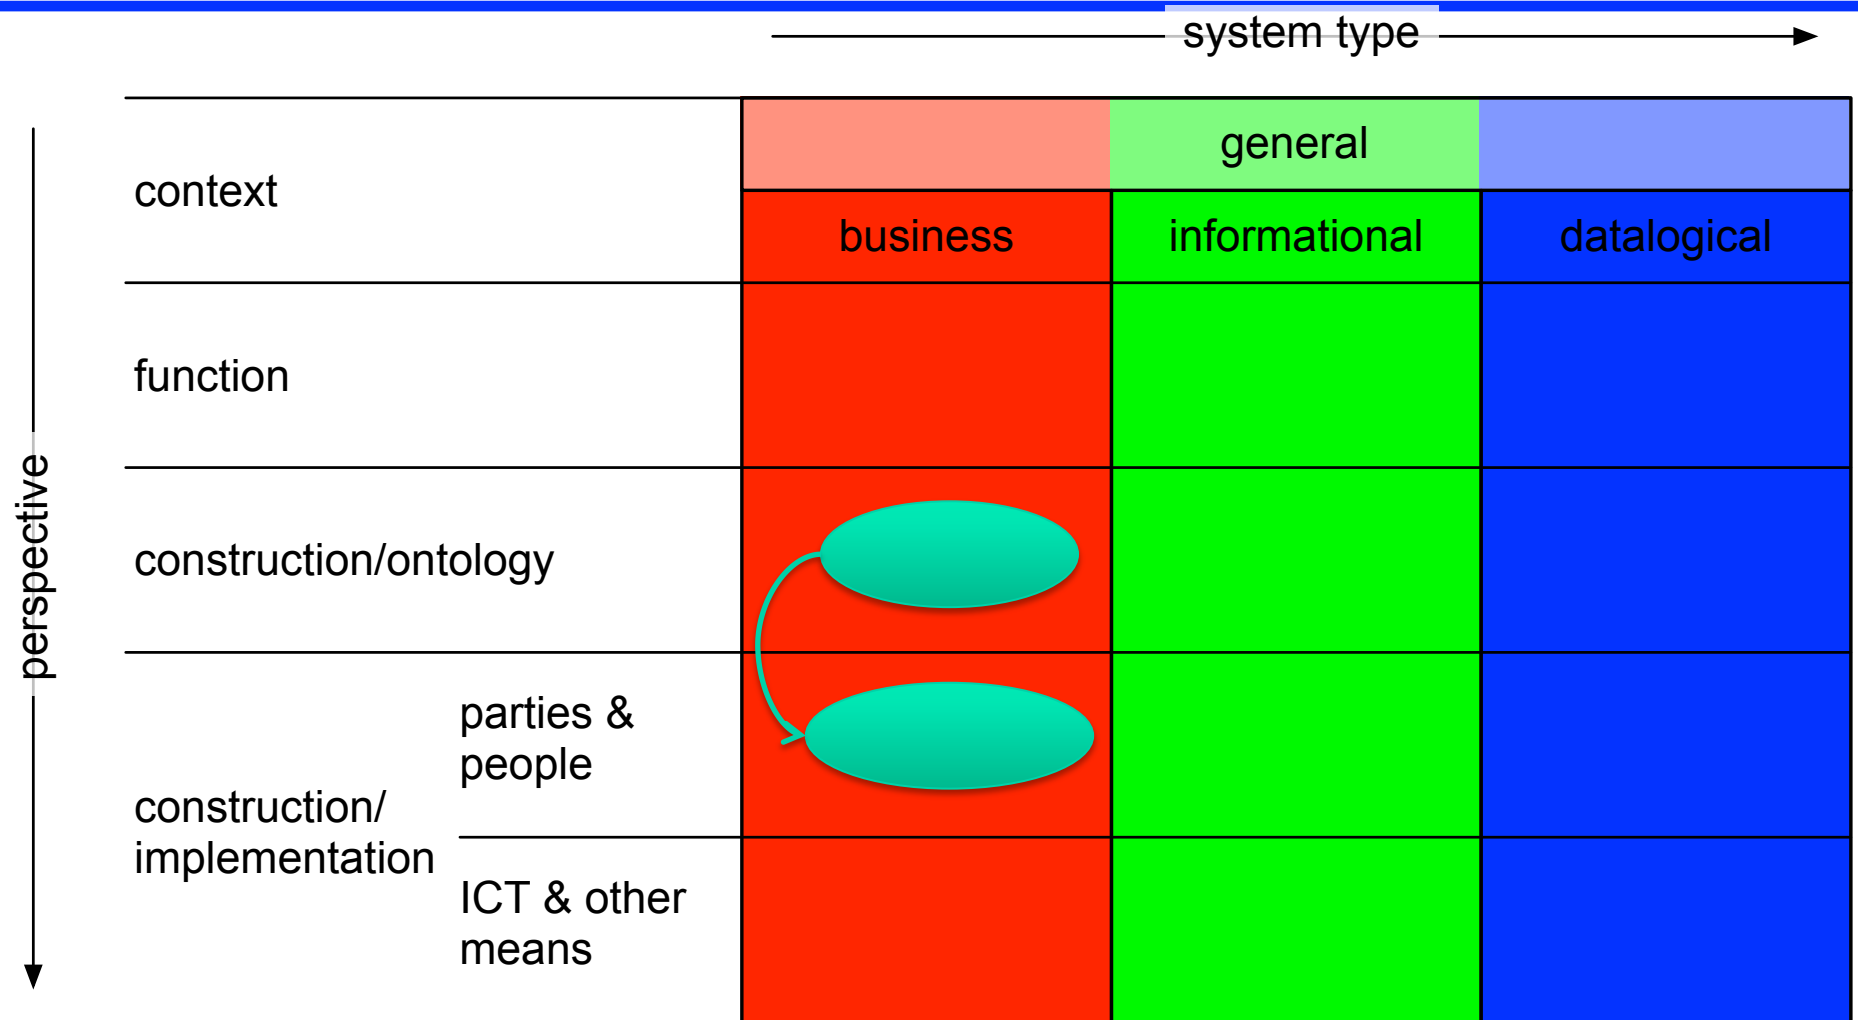 system type
general
context
business
informational
datalogical
function
perspective
construction/ontology
parties &
people
construction/
implementation
ICT & other
means